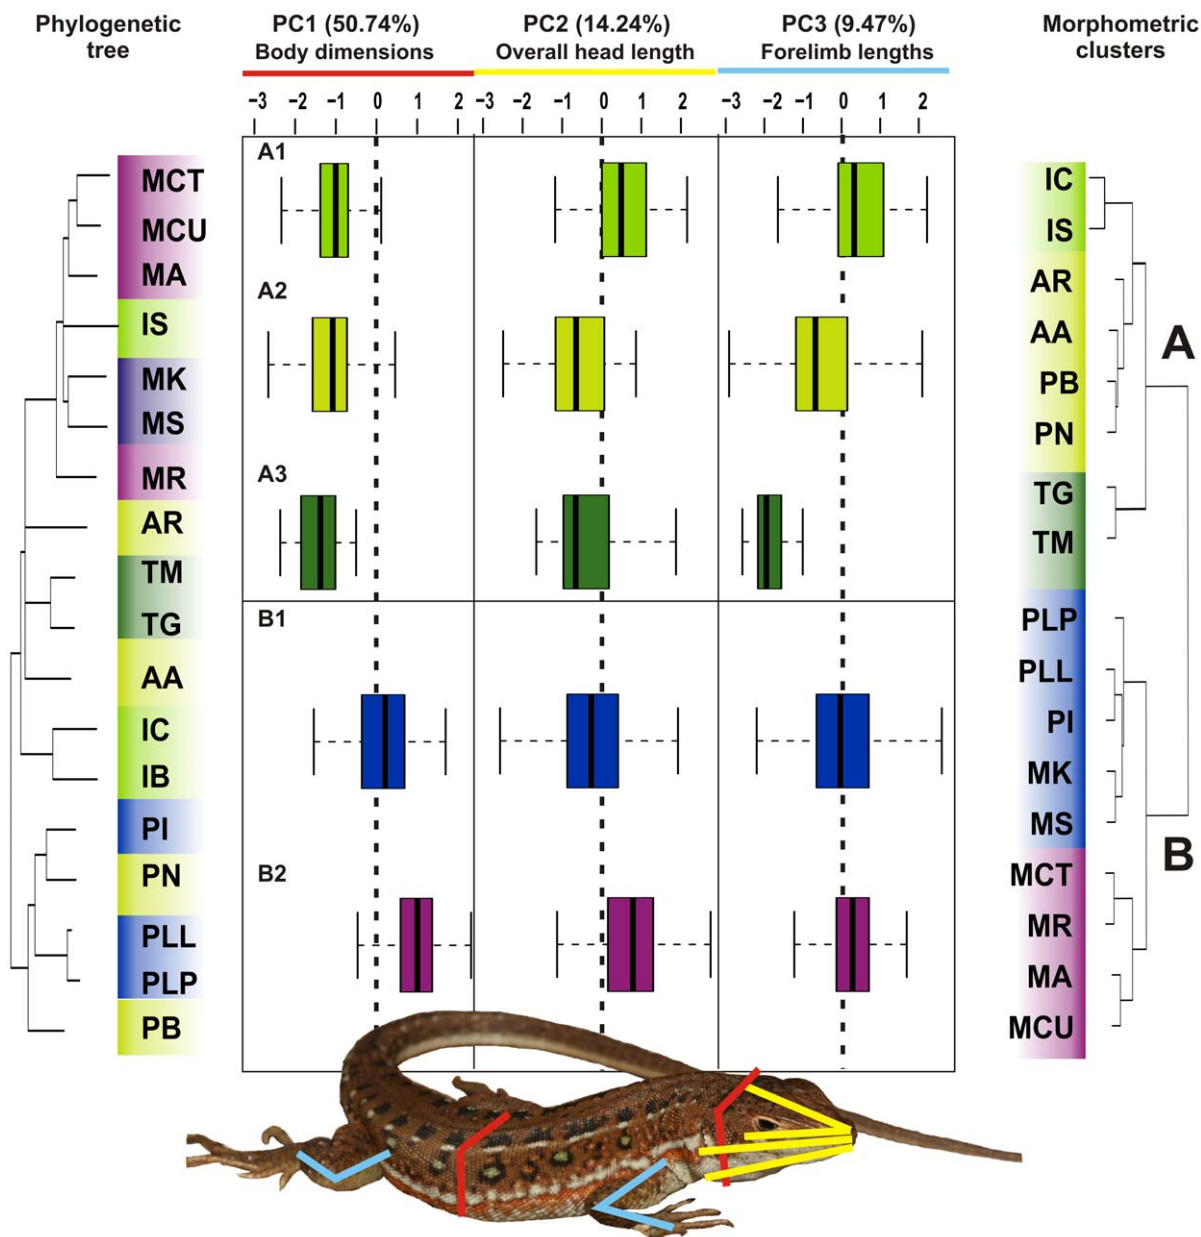 Phylogenetic
tree
PC1 (50.74%)
Body dimensions
PC2 (14.24%)
Overall head length
PC3 (9.47%)
Forelimb lengths
Morphometric
clusters
−3 −2 −1 0 1 2
−3 −2 −1 0 1 2
−3 −2 −1 0 1 2
MCT
MCU
MA
IS
MK
MS
MR
AR
TM
TG
AA
IC
IB
PI
PN
PLL
PLP
PB
A1
A2
A3
B1
B2
IC
IS
AR
AA
PB
PN
TG
TM
PLP
PLL
PI
MK
MS
MCT
MR
MA
MCU
A
B